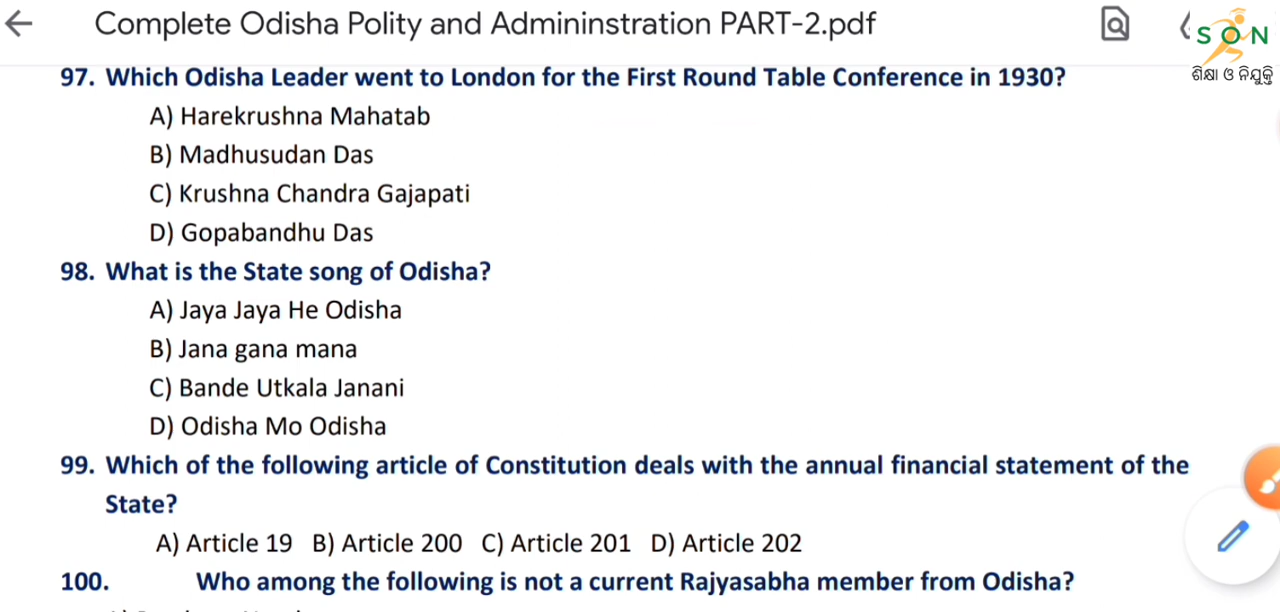 Complete Odisha Polity and Admininstration PART-2.pdf
SON
ଶିକ୍ଷା ଓ ନିଯୁକ୍ତି
97. Which Odisha Leader went to London for the First Round Table Conference in 1930?
A) Harekrushna Mahatab
B) Madhusudan Das
C) Krushna Chandra Gajapati
D) Gopabandhu Das
98. What is the State song of Odisha?
A) Jaya Jaya He Odisha
B) Jana gana mana
C) Bande Utkala Janani
D) Odisha Mo Odisha
99. Which of the following article of Constitution deals with the annual financial statement of the
State?
A) Article 19 B) Article 200 C) Article 201 D) Article 202
100. Who among the following is not a current Rajyasabha member from Odisha?